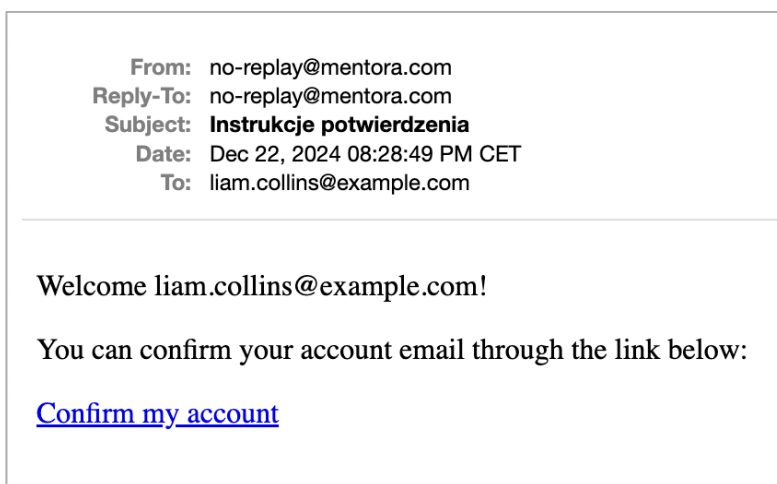 From: no-replay@mentora.com
Reply-To: no-replay@mentora.com
Subject: Instrukcje potwierdzenia
Date: Dec 22, 2024 08:28:49 PM CET
To: liam.collins@example.com
Welcome liam.collins@example.com!
You can confirm your account email through the link below:
Confirm my account